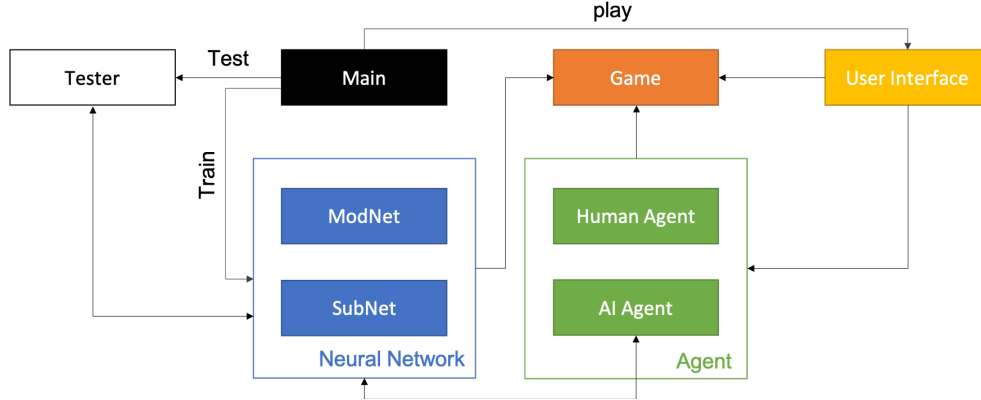 play
Test
Tester
Main
Game
User Interface
Train
ModNet
Human Agent
SubNet
AI Agent
Neural Network
Agent